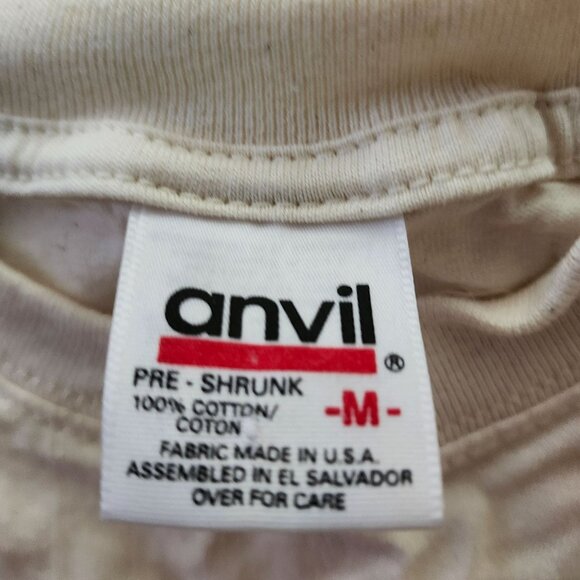 anvil
®
PRE - SHRUNK
100% COTTON/
COTON
-M-
FABRIC MADE IN U.S.A.
ASSEMBLED IN EL SALVADOR
OVER FOR CARE